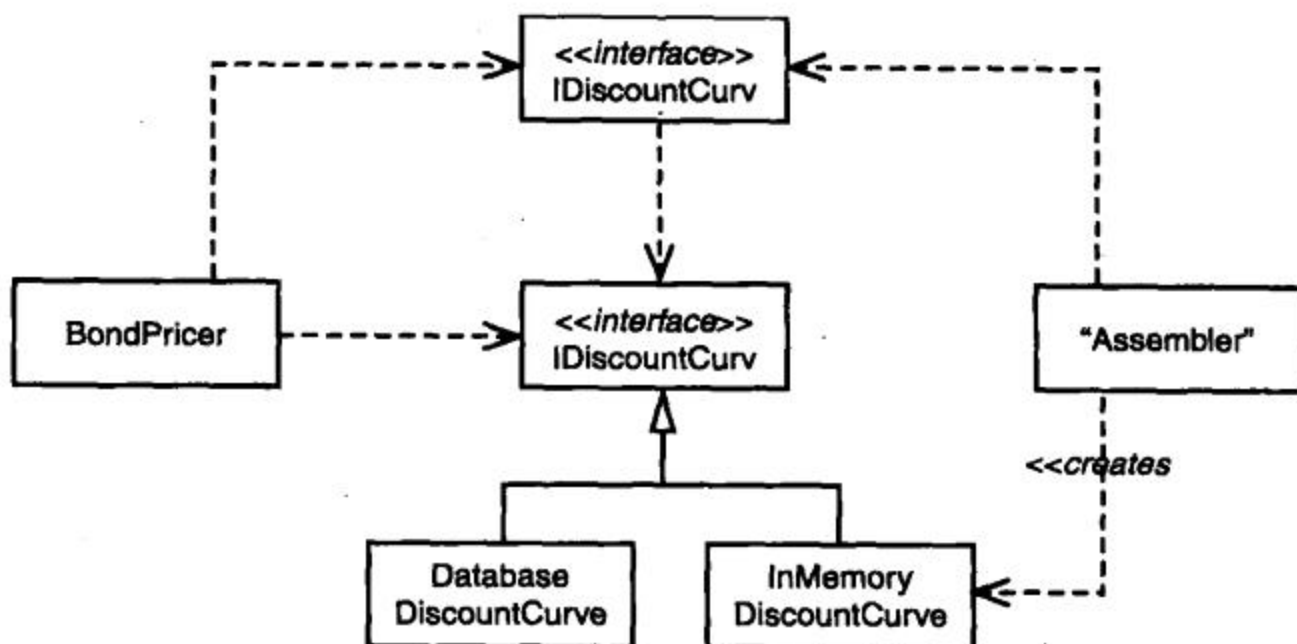 <<interface>>
IDiscountCurv
BondPricer
<<interface>>
IDiscountCurv
“Assembler”
<<creates
Database
DiscountCurve
InMemory
DiscountCurve